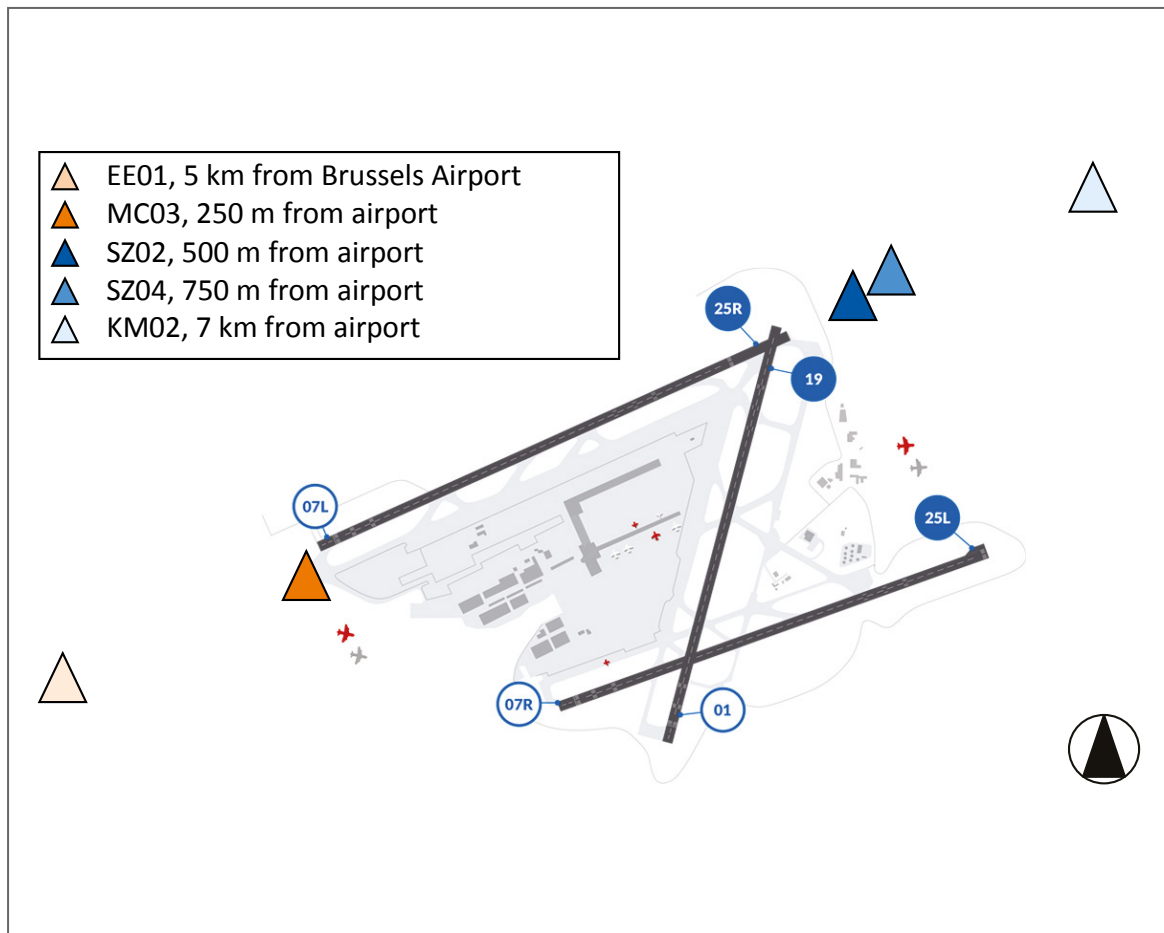 EE01, 5 km from Brussels Airport
MC03, 250 m from airport
SZ02, 500 m from airport
SZ04, 750 m from airport
KM02, 7 km from airport
25R
19
07L
25L
07R
01